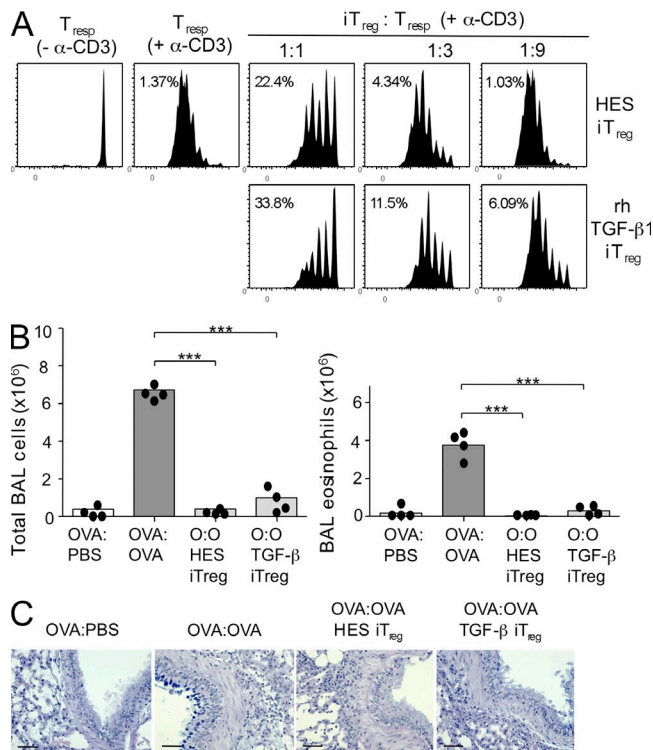 A
Tresp
(- α-CD3)
Tresp
(+ α-CD3)
iTreg : Tresp (+ α-CD3)
1:1 1:3 1:9
1.37% 22.4% 4.34% 1.03%
HES
iTreg
0 0 0 0 0
33.8% 11.5% 6.09%
rh
TGF-β1
iTreg
0 0 0
B
Total BAL cells (x10⁶)
10
8
6
4
2
0
***
***
OVA:
PBS
OVA:
OVA
O:O
HES
iTreg
O:O
TGF-β
iTreg
BAL eosinophils (x10⁶)
6
4
2
0
***
***
OVA:
PBS
OVA:
OVA
O:O
HES
iTreg
O:O
TGF-β
iTreg
C
OVA:PBS
OVA:OVA
OVA:OVA
HES iTreg
OVA:OVA
TGF-β iTreg